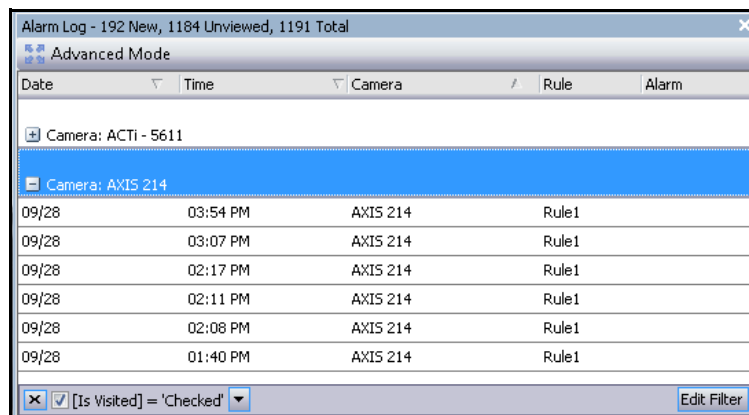 Alarm Log - 192 New, 1184 Unviewed, 1191 Total
Advanced Mode
Date Time Camera Rule Alarm
Camera: ACTi - 5611
Camera: AXIS 214
09/28 03:54 PM AXIS 214 Rule1
09/28 03:07 PM AXIS 214 Rule1
09/28 02:17 PM AXIS 214 Rule1
09/28 02:11 PM AXIS 214 Rule1
09/28 02:08 PM AXIS 214 Rule1
09/28 01:40 PM AXIS 214 Rule1
[Is Visited] = 'Checked' Edit Filter